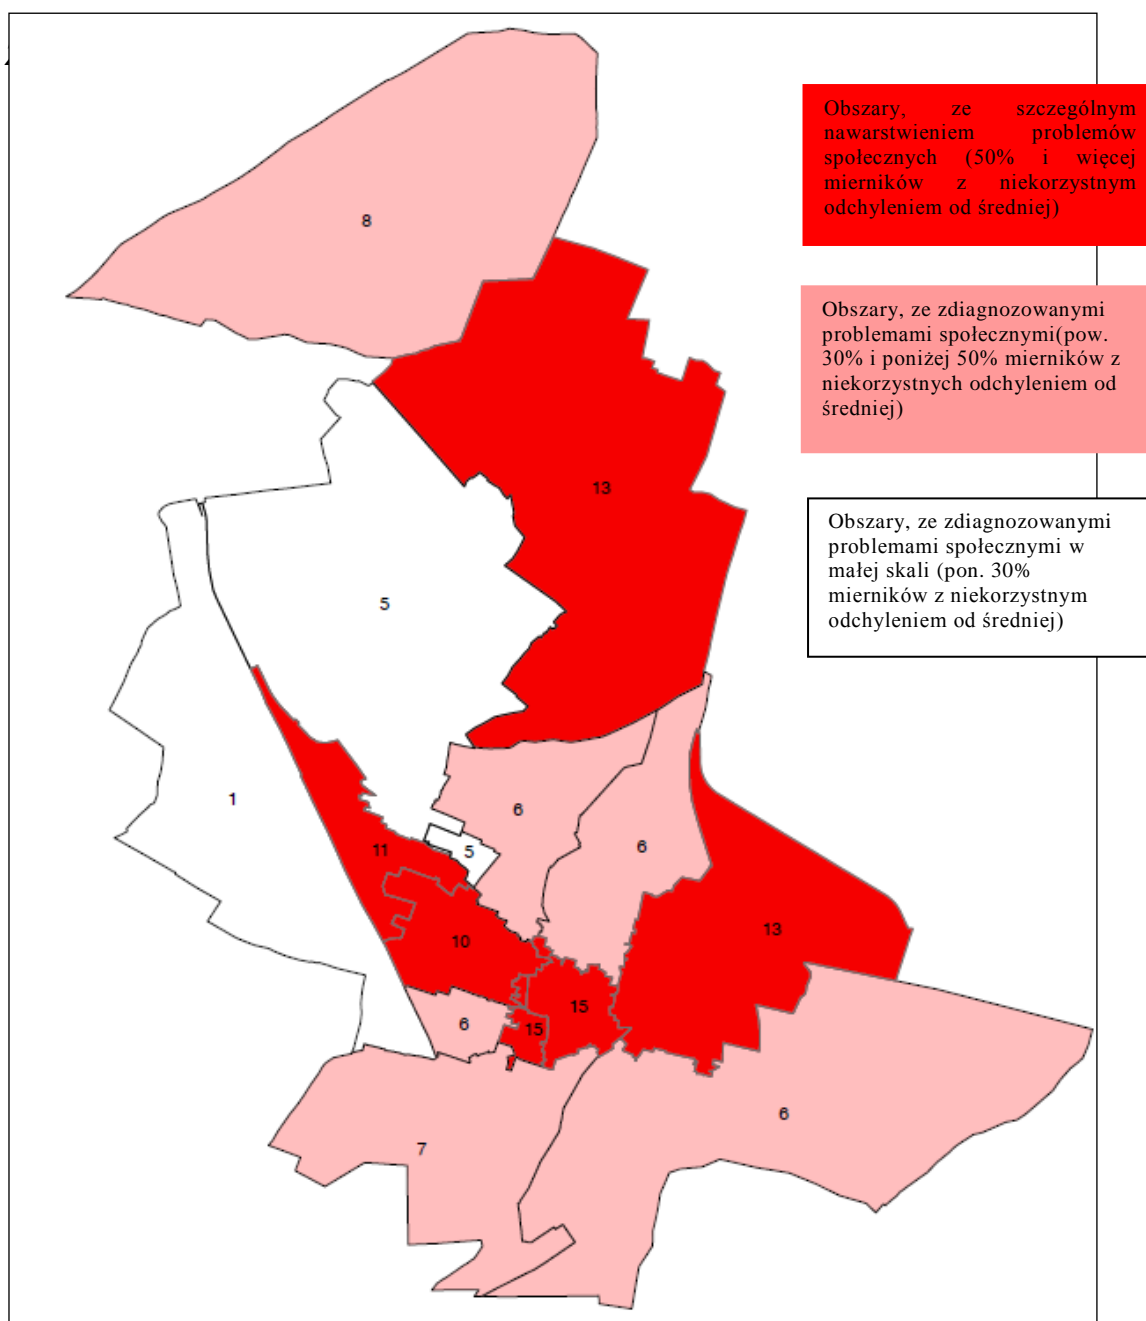 Obszary, ze szczególnym
nawarstwieniem problemów
społecznych (50% i więcej
mierników z niekorzystnym
odchyleniem od średniej)
8
Obszary, ze zdiagnozowanymi
problemami społecznymi(pow.
30% i poniżej 50% mierników z
niekorzystnych odchyleniem od
średniej)
13
Obszary, ze zdiagnozowanymi
problemami społecznymi w
małej skali (pon. 30%
mierników z niekorzystnym
odchyleniem od średniej)
5
1
6
6
11
5
13
10
15
6
15
6
7